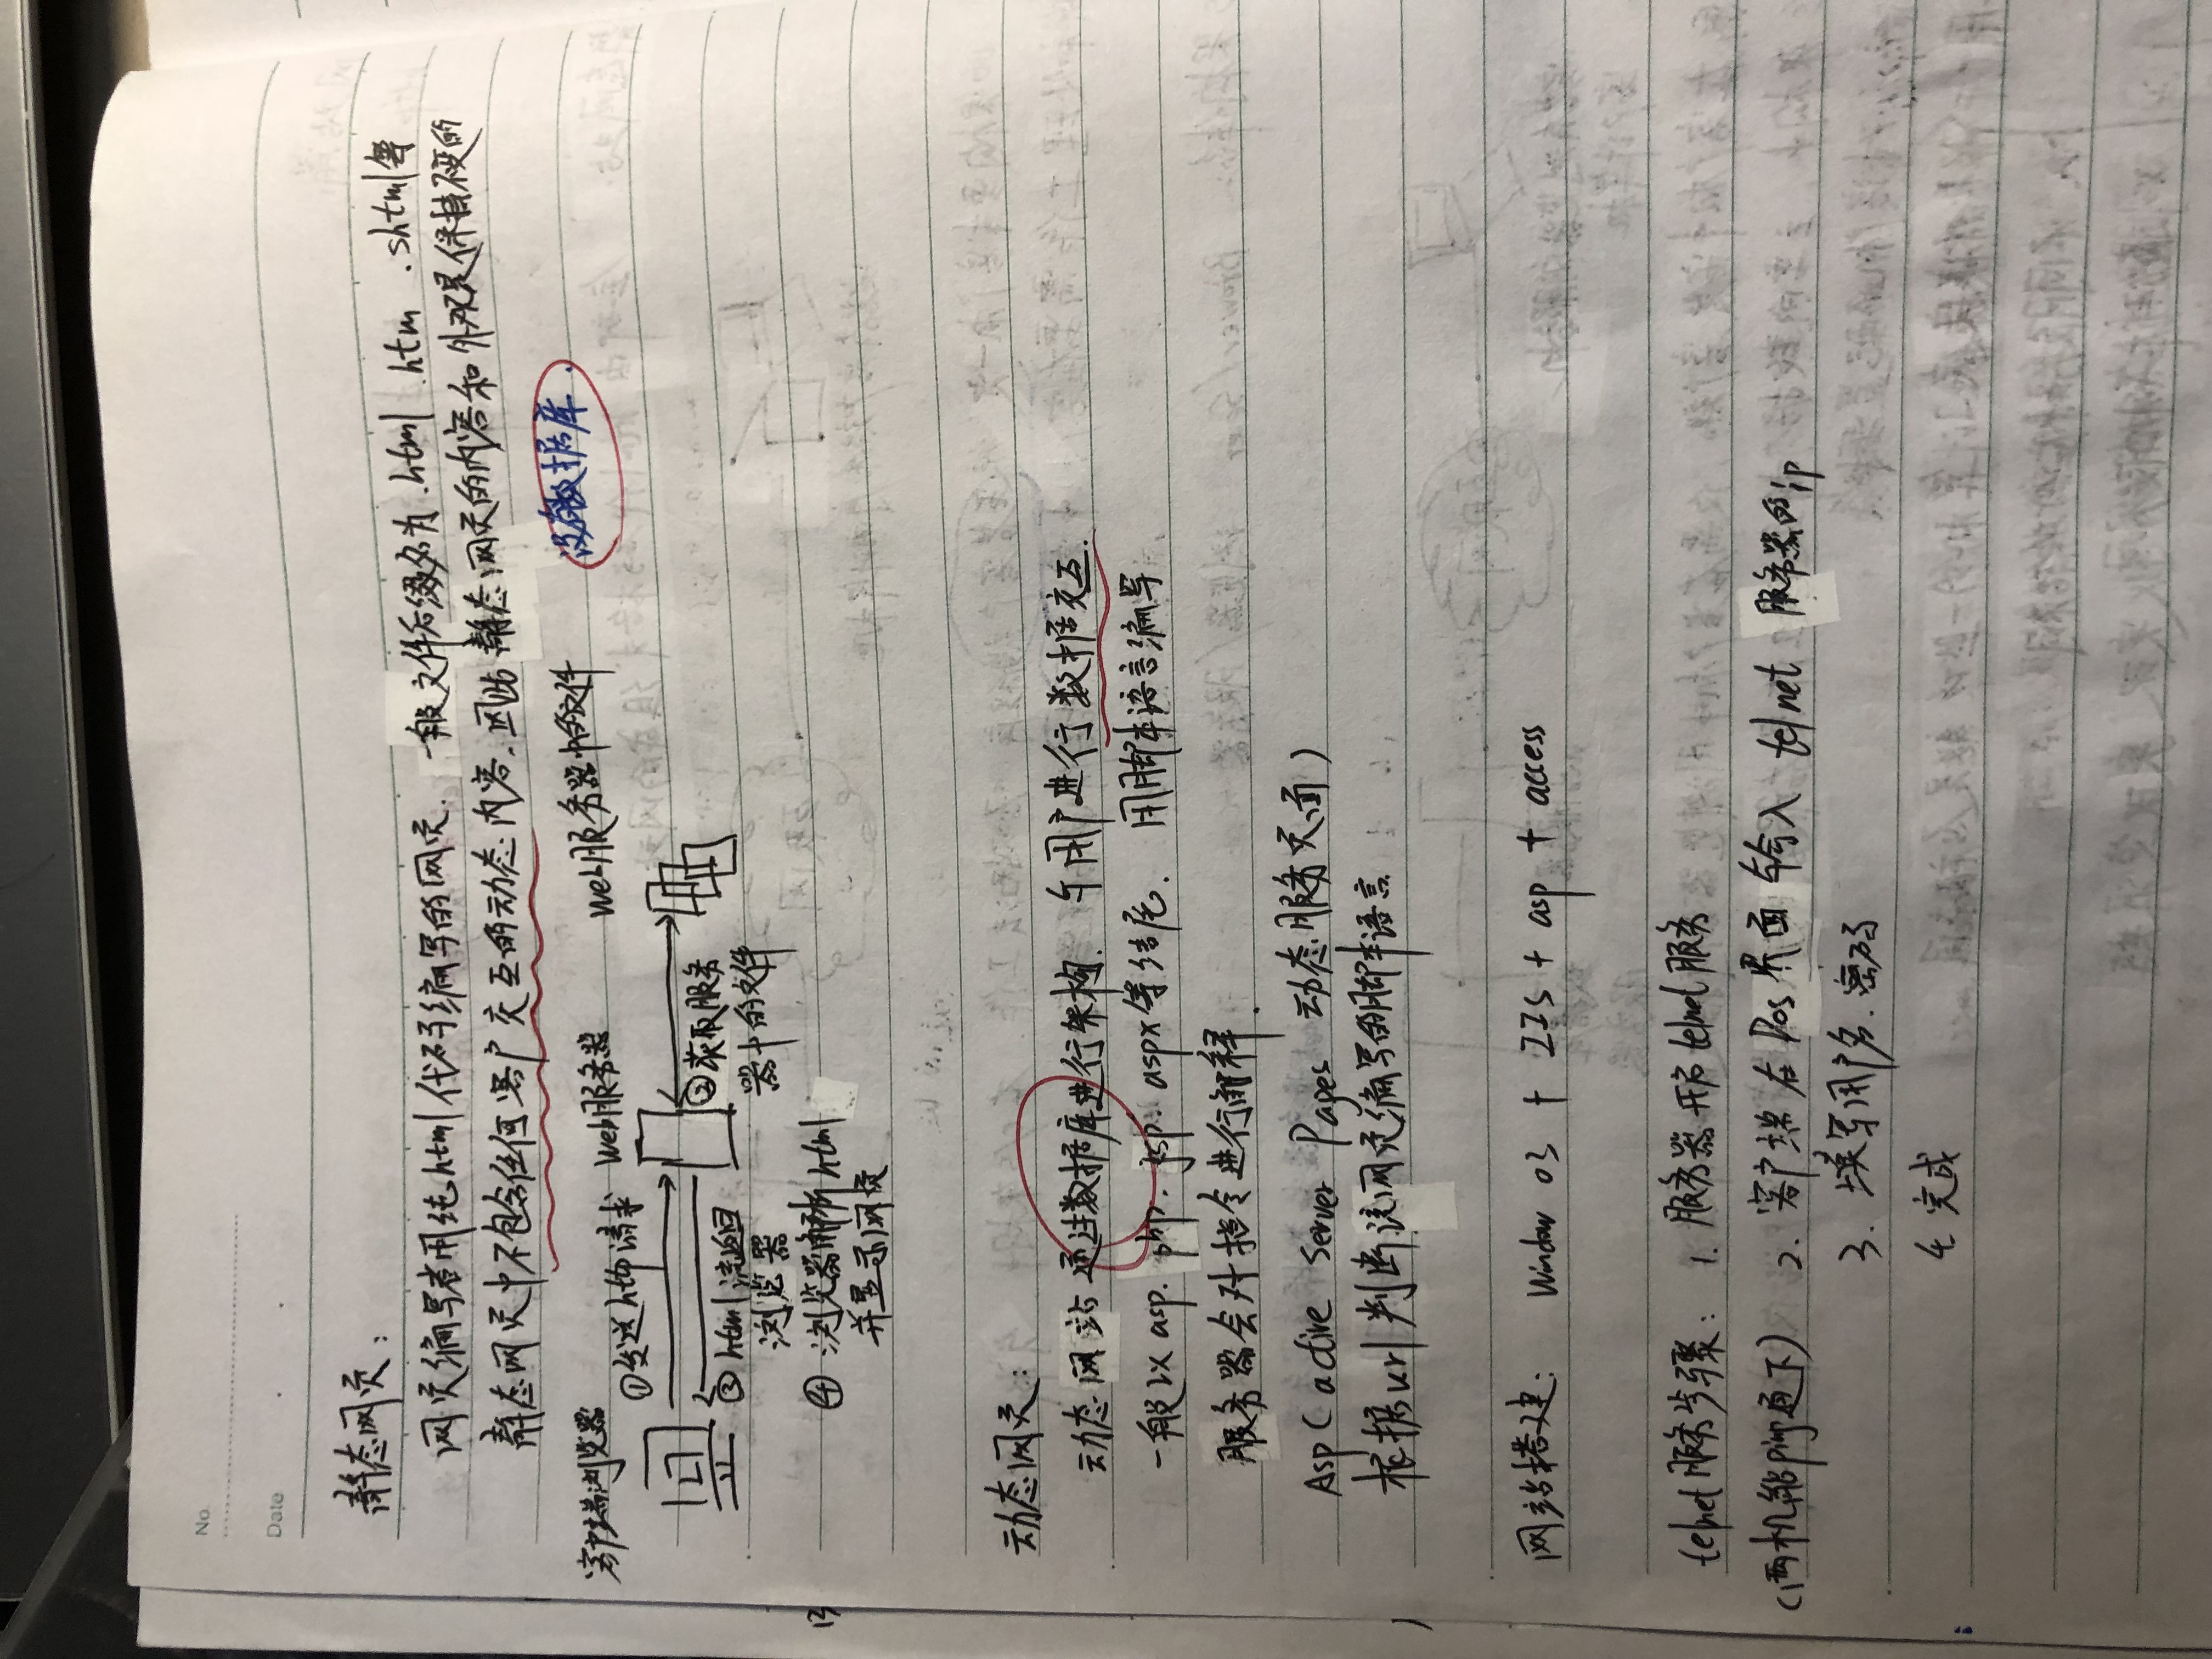 No.
Date
静态网页：
网页编写者用纯html代码编写的网页. 一般文件后缀名为.html .htm .shtml等
静态网页中不包含任何客户交互的动态内容. 因此静态网页的内容和外观是保持不变的
没有数据库.
客户端浏览器 web服务器 web服务器中的文件
①发送http请求
②获取服务器中的文件
③html流返回浏览器
④浏览器解析html
并显示网页
动态网页：
动态网站通过数据库进行架构. 与用户进行数据交互.
一般以asp. php. jsp. aspx等结尾. 用脚本语言编写
服务器会对指令进行解释.
Asp (active Server Pages 动态服务页面)
根据url判断该网页编写的脚本语言
网站搭建: Window 03 + IIS + asp + access
telnet服务步骤： 1. 服务器开启telnet服务
(两机能ping通下) 2. 客户端在Dos界面输入 telnet 服务器的ip
3. 填写用户名. 密码
4. 完成